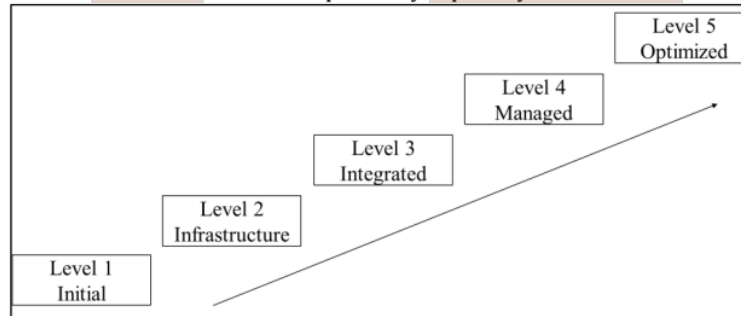 Level 5
Optimized
Level 4
Managed
Level 3
Integrated
Level 2
Infrastructure
Level 1
Initial